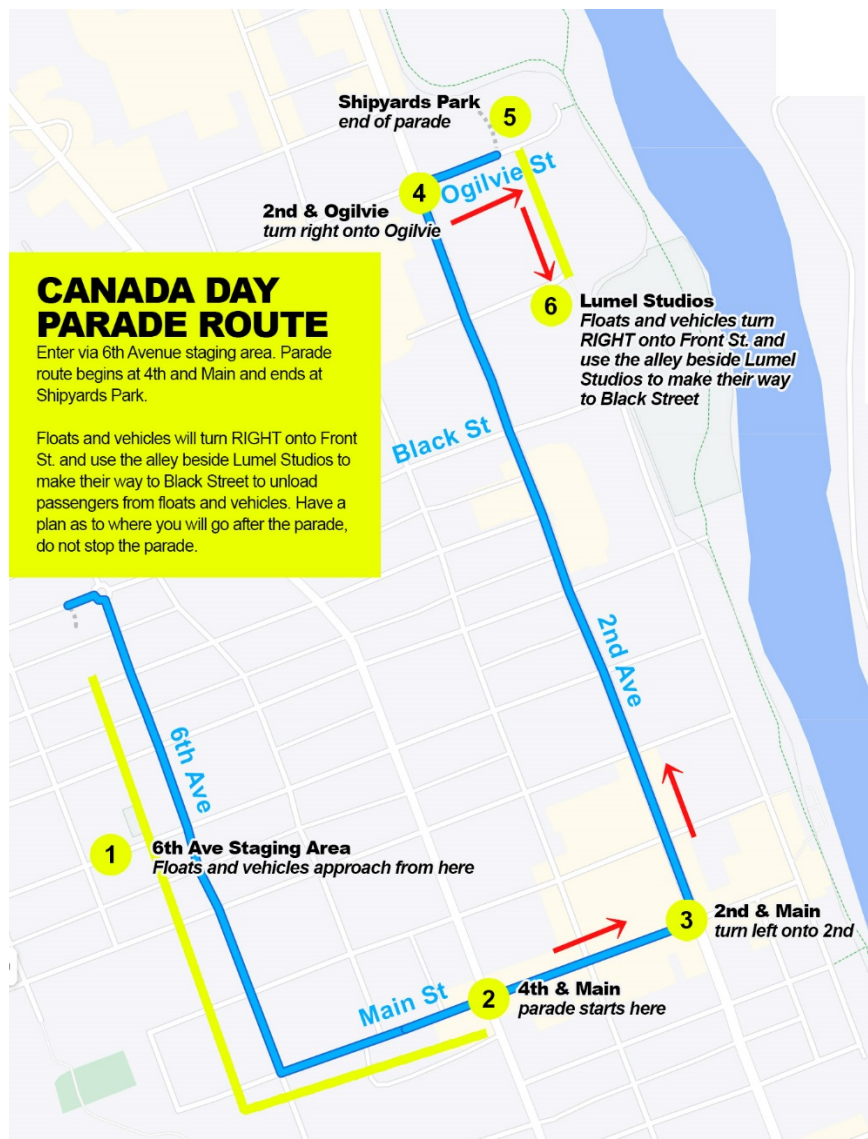 Shipyards Park
end of parade
5
4
Ogilvie St
2nd & Ogilvie
turn right onto Ogilvie
CANADA DAY
PARADE ROUTE
Enter via 6th Avenue staging area. Parade
route begins at 4th and Main and ends at
Shipyards Park.
Floats and vehicles will turn RIGHT onto Front
St. and use the alley beside Lumel Studios to
make their way to Black Street to unload
passengers from floats and vehicles. Have a
plan as to where you will go after the parade,
do not stop the parade.
6
Lumel Studios
Floats and vehicles turn
RIGHT onto Front St. and
use the alley beside Lumel
Studios to make their way
to Black Street
Black St
2nd Ave
6th Ave
1
6th Ave Staging Area
Floats and vehicles approach from here
3
2nd & Main
turn left onto 2nd
Main St
2
4th & Main
parade starts here